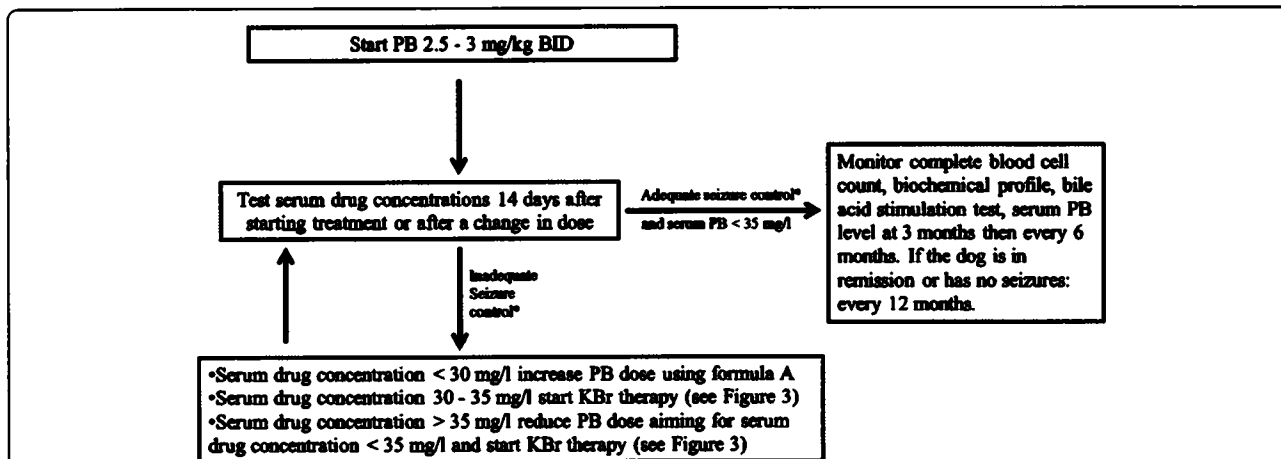 Start PB 2.5 - 3 mg/kg BID
Test serum drug concentrations 14 days after
starting treatment or after a change in dose
Adequate seizure control*
and serum PB < 35 mg/l
Monitor complete blood cell
count, biochemical profile, bile
acid stimulation test, serum PB
level at 3 months then every 6
months. If the dog is in
remission or has no seizures:
every 12 months.
Inadequate
Seizure
control*
•Serum drug concentration < 30 mg/l increase PB dose using formula A
•Serum drug concentration 30 - 35 mg/l start KBr therapy (see Figure 3)
•Serum drug concentration > 35 mg/l reduce PB dose aiming for serum
drug concentration < 35 mg/l and start KBr therapy (see Figure 3)